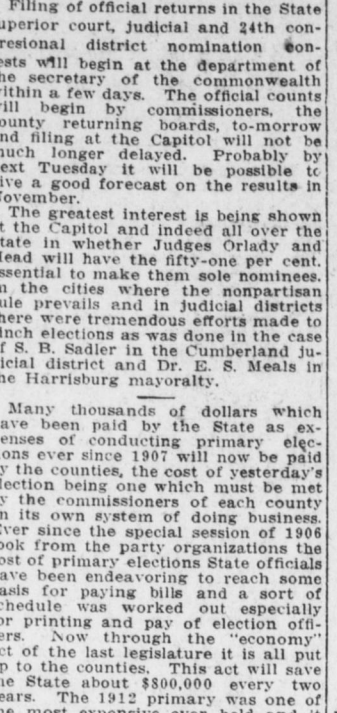 Filing of official returns in the State
uperior court, judicial and 24th con-
resional district nomination con-
ests will begin at the department of
he secretary of the commonwealth
ithin a few days. The official counts
ill begin by commissioners, the
ounty returning boards, to-morrow
nd filing at the Capitol will not be
uch longer delayed. Probably by
ext Tuesday it will be possible to
ive a good forecast on the results in
ovember.
The greatest interest is being shown
t the Capitol and indeed all over the
tate in whether Judges Orlady and
ead will have the fifty-one per cent.
ssential to make them sole nominees.
n the cities where the nonpartisan
ule prevails and in judicial districts
here were tremendous efforts made to
inch elections as was done in the case
f S. B. Sadler in the Cumberland ju-
icial district and Dr. E. S. Meals in
he Harrisburg mayoralty.
Many thousands of dollars which
ave been paid by the State as ex-
enses of conducting primary elec-
ions ever since 1907 will now be paid
y the counties, the cost of yesterday's
lection being one which must be met
y the commissioners of each county
n its own system of doing business.
ver since the special session of 1906
ook from the party organizations the
ost of primary elections State officials
ave been endeavoring to reach some
asis for paying bills and a sort of
chedule was worked out especially
or printing and pay of election offi-
ers. Now through the "economy"
ct of the last legislature it is all put
p to the counties. This act will save
he State about $800,000 every two
ears. The 1912 primary was one of
he most expensive ever held and it